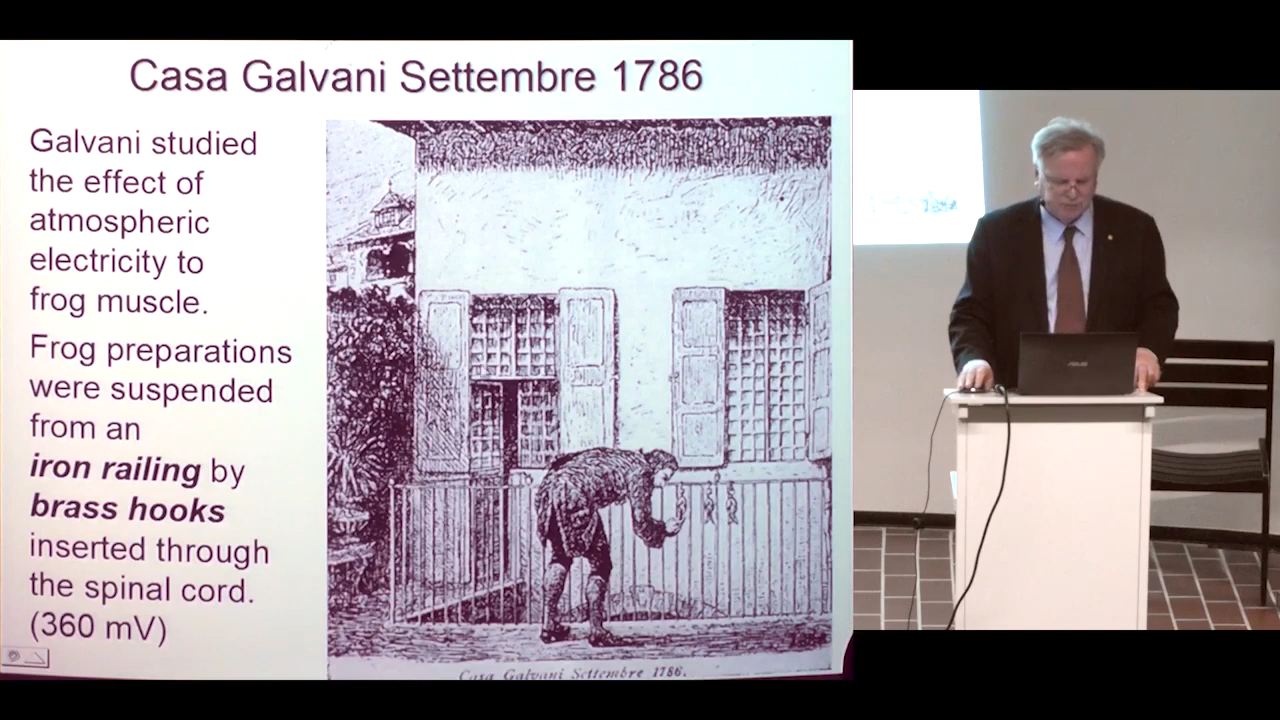 Casa Galvani Settembre 1786
Galvani studied
the effect of
atmospheric
electricity to
frog muscle.
Frog preparations
were suspended
from an
iron railing by
brass hooks
inserted through
the spinal cord.
(360 mV)
Casa Galvani Settembre 1786.
ASUS